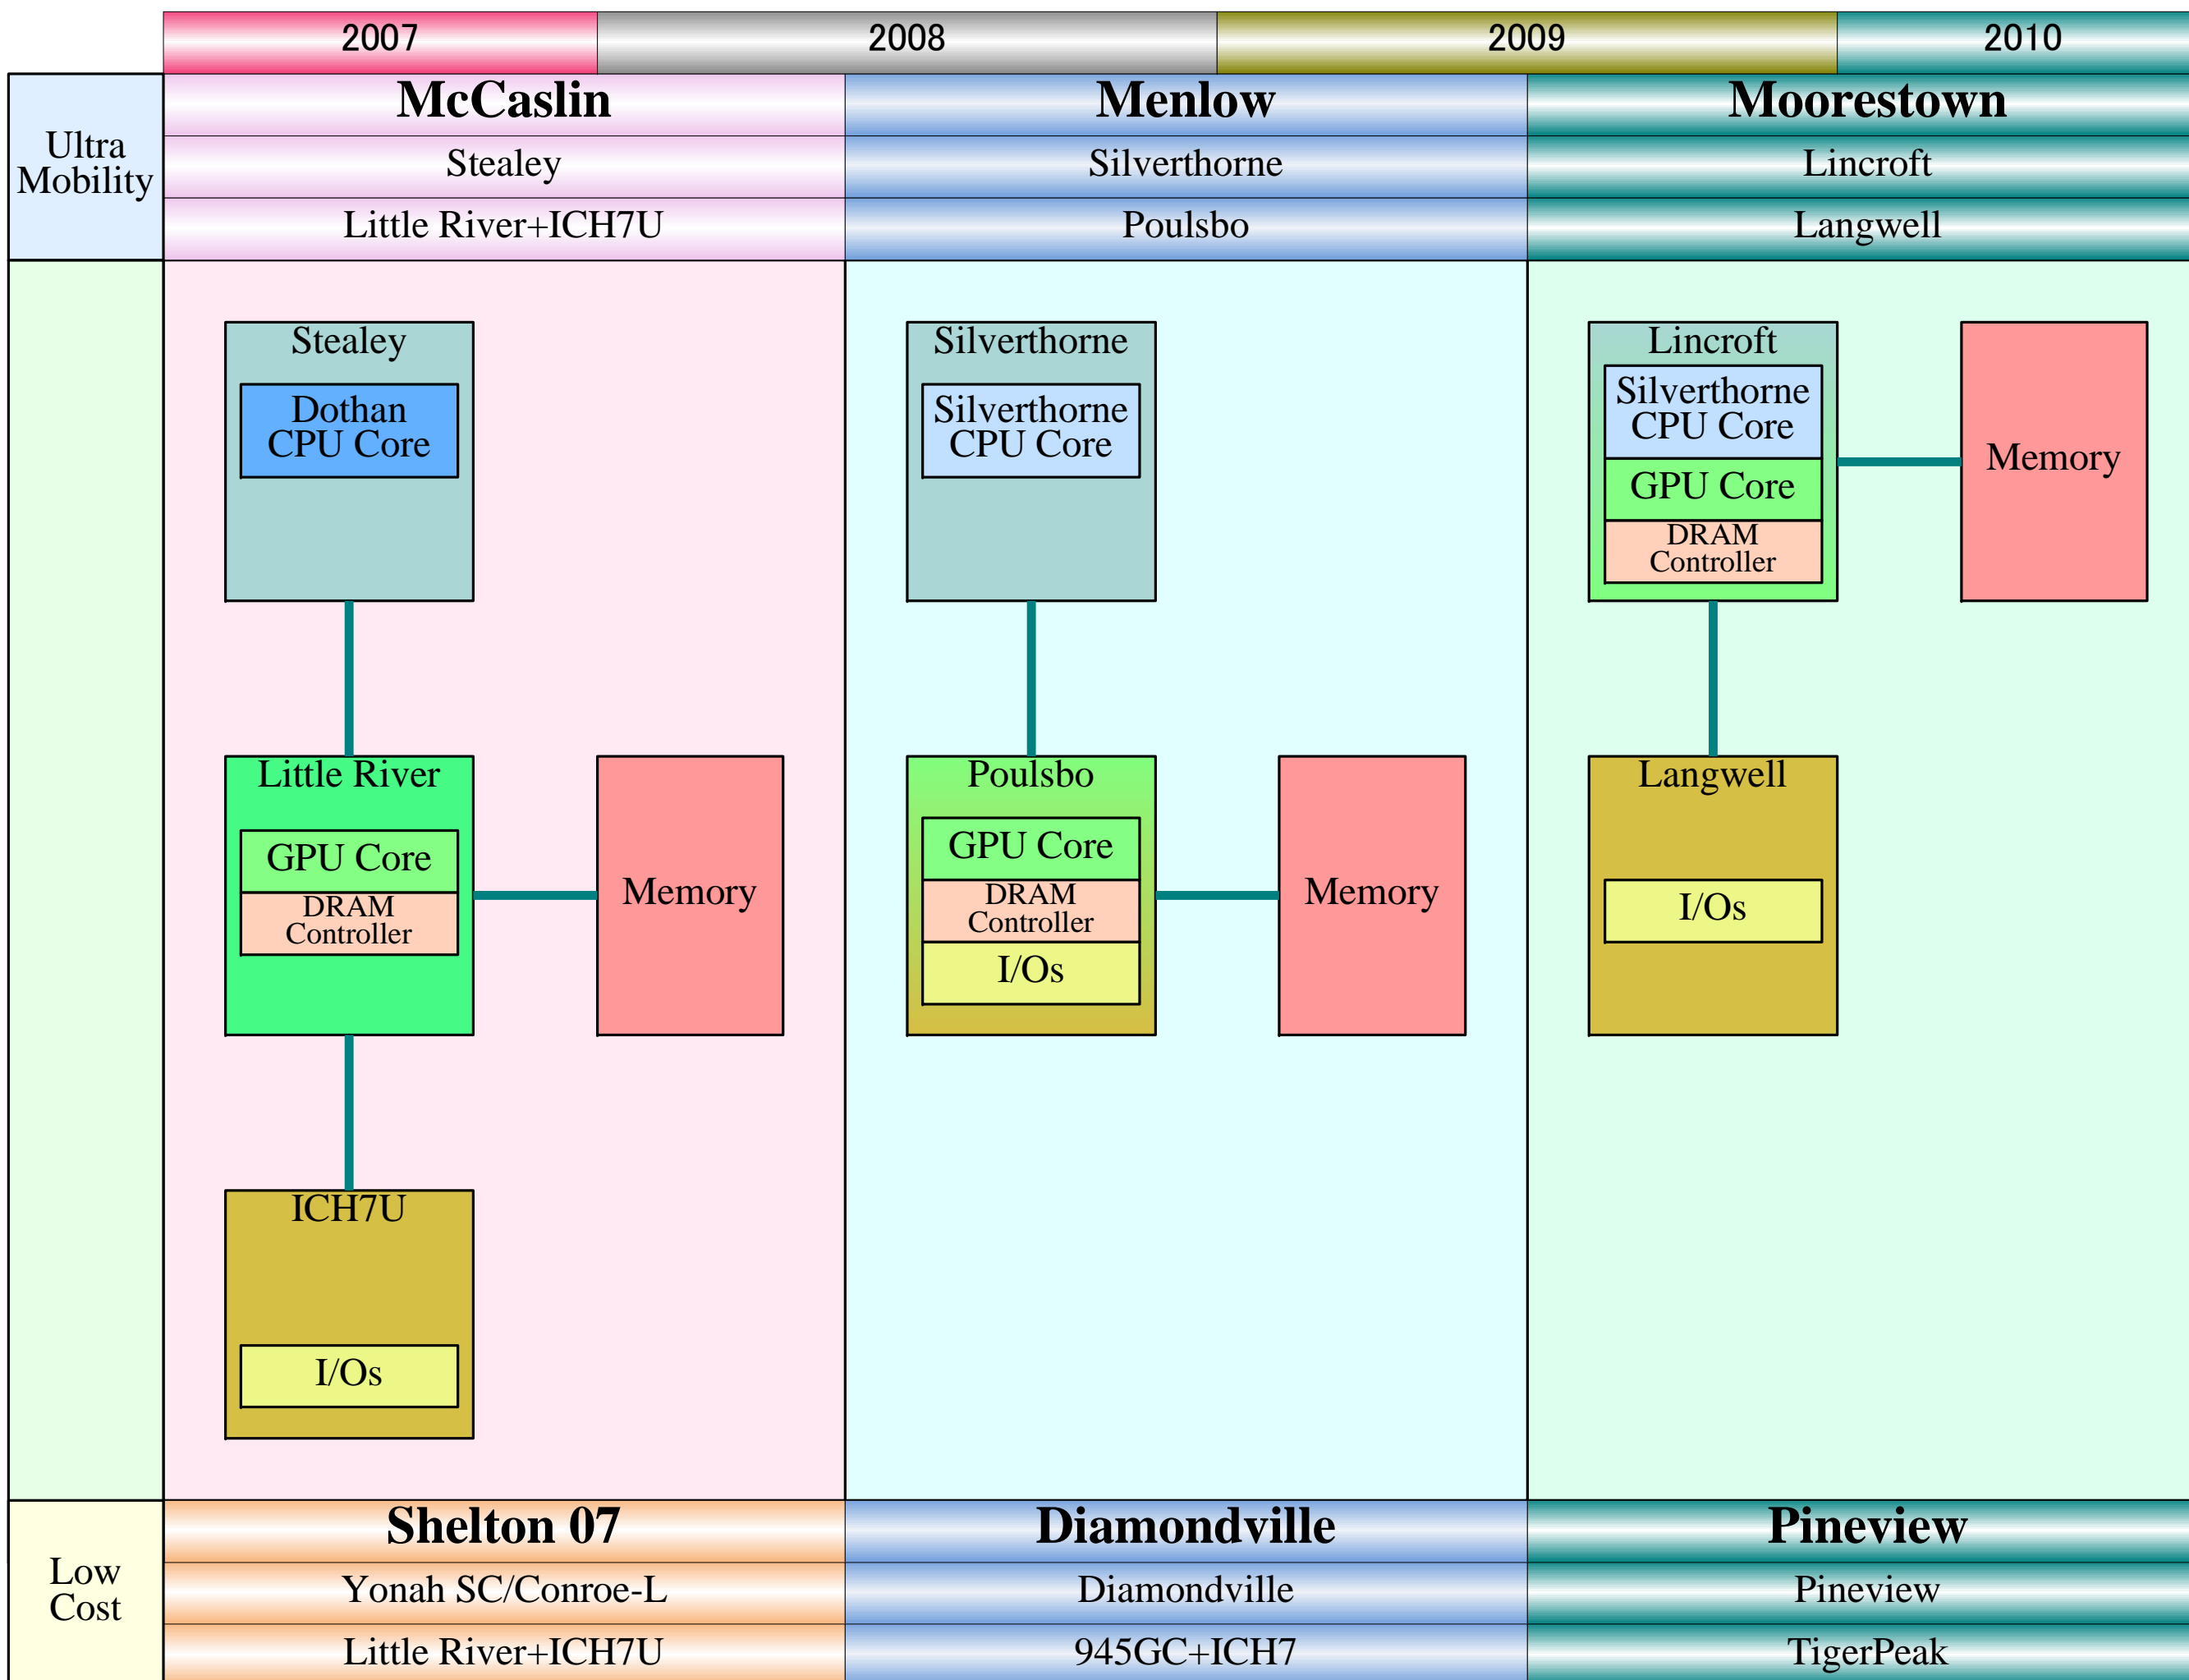 2007
2008
2009
2010
Ultra
Mobility
McCaslin
Menlow
Moorestown
Stealey
Silverthorne
Lincroft
Little River+ICH7U
Poulsbo
Langwell
Stealey
Dothan
CPU Core
Little River
GPU Core
DRAM
Controller
Memory
ICH7U
I/Os
Silverthorne
Silverthorne
CPU Core
Poulsbo
GPU Core
DRAM
Controller
I/Os
Memory
Lincroft
Silverthorne
CPU Core
GPU Core
DRAM
Controller
Memory
Langwell
I/Os
Low
Cost
Shelton 07
Diamondville
Pineview
Yonah SC/Conroe-L
Diamondville
Pineview
Little River+ICH7U
945GC+ICH7
TigerPeak